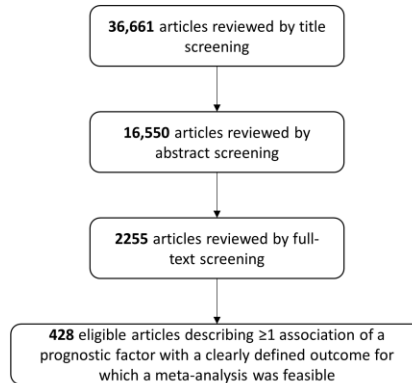 36,661 articles reviewed by title
screening
16,550 articles reviewed by
abstract screening
2255 articles reviewed by full-
text screening
428 eligible articles describing ≥1 association of a
prognostic factor with a clearly defined outcome for
which a meta-analysis was feasible